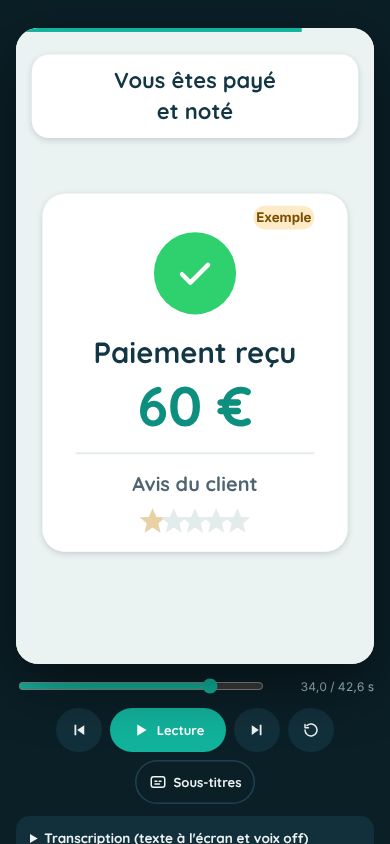 Vous êtes payé
et noté
Exemple
Paiement reçu
60 €
Avis du client
34,0 / 42,6 s
Lecture
Sous-titres
Transcription (texte à l'écran et voix off)